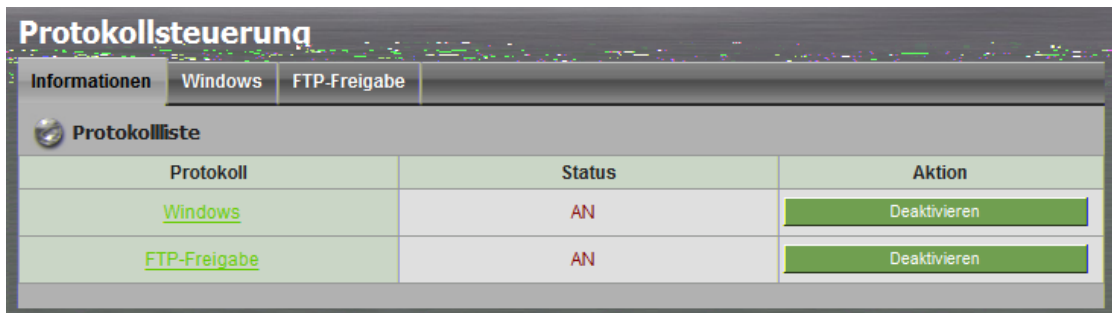 Protokollsteuerung
Informationen Windows FTP-Freigabe
Protokollliste
Protokoll Status Aktion
Windows AN Deaktivieren
FTP-Freigabe AN Deaktivieren